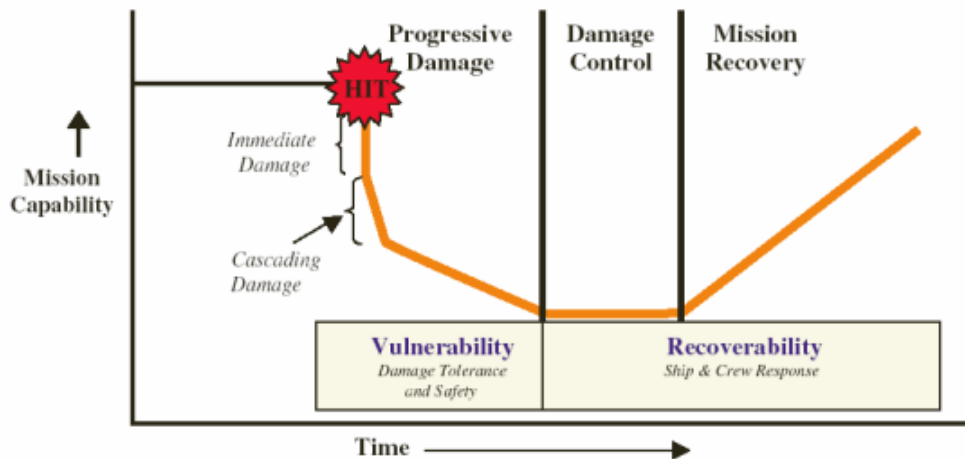 Progressive
Damage
Damage
Control
Mission
Recovery
HIT
Immediate
Damage
Mission
Capability
Cascading
Damage
Vulnerability
Damage Tolerance
and Safety
Recoverability
Ship & Crew Response
Time